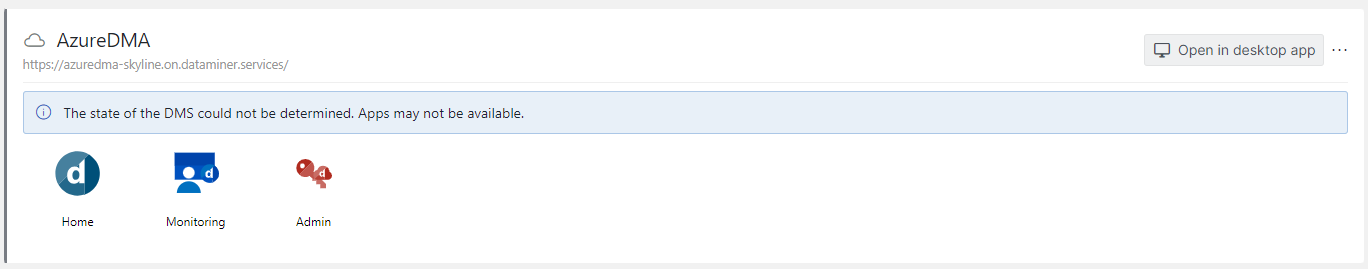 AzureDMA
https://azuredma-skyline.on.dataminer.services/
Open in desktop app
The state of the DMS could not be determined. Apps may not be available.
Home
Monitoring
Admin